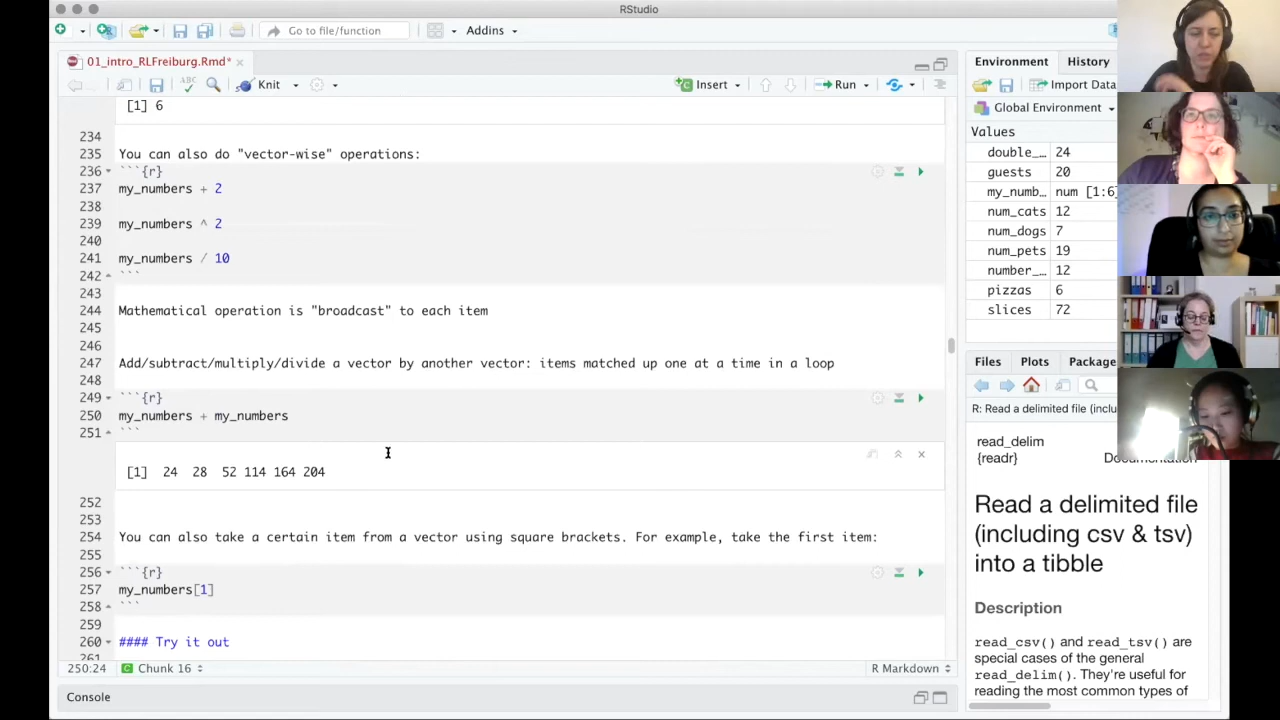 RStudio
Go to file/function
Addins
01_intro_RLFreiburg.Rmd*
ABC
Knit
Insert
Run
[1] 6
234
235 You can also do "vector-wise" operations:
236 ```{r}
237 my_numbers + 2
238
239 my_numbers ^ 2
240
241 my_numbers / 10
242 ```
243
244 Mathematical operation is "broadcast" to each item
245
246
247 Add/subtract/multiply/divide a vector by another vector: items matched up one at a time in a loop
248
249 ```{r}
250 my_numbers + my_numbers
251 ```
[1] 24 28 52 114 164 204
252
253
254 You can also take a certain item from a vector using square brackets. For example, take the first item:
255
256 ```{r}
257 my_numbers[1]
258 ```
259
260 #### Try it out
261
250:24 Chunk 16 R Markdown
Console
Environment History
Import Data
Global Environment
Values
double_… 24
guests 20
my_numb… num [1:6]
num_cats 12
num_dogs 7
num_pets 19
number_… 12
pizzas 6
slices 72
Files Plots Package
R: Read a delimited file (inclu
read_delim
{readr} Documentation
Read a delimited file
(including csv & tsv)
into a tibble
Description
read_csv() and read_tsv() are
special cases of the general
read_delim(). They're useful for
reading the most common types of